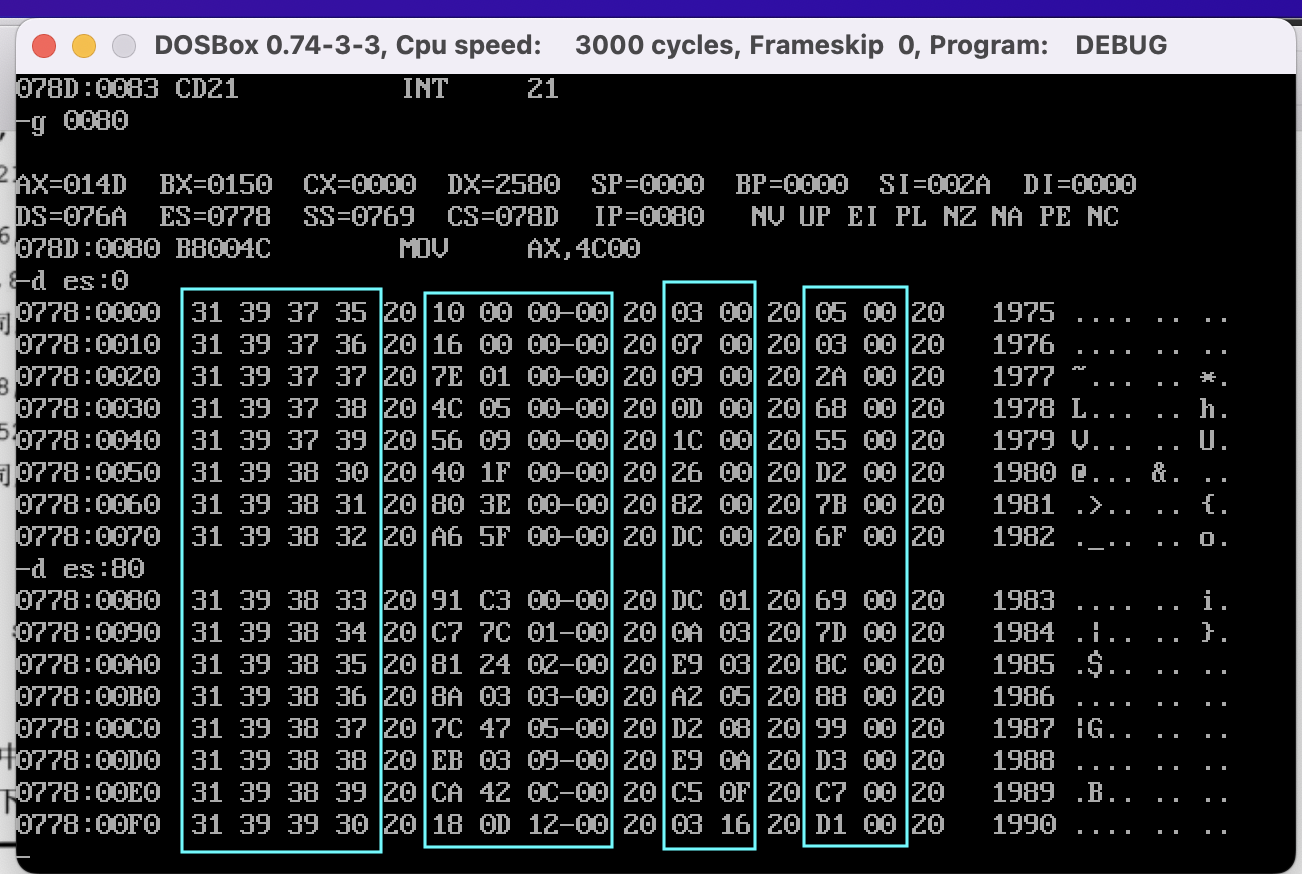 DOSBox 0.74-3-3, Cpu speed: 3000 cycles, Frameskip 0, Program: DEBUG
078D:0083 CD21 INT 21
-g 0080
AX=014D BX=0150 CX=0000 DX=2580 SP=0000 BP=0000 SI=002A DI=0000
DS=076A ES=0778 SS=0769 CS=078D IP=0080 NV UP EI PL NZ NA PE NC
078D:0080 B8004C MOV AX,4C00
-d es:0
0778:0000 31 39 37 35 20 10 00 00-00 20 03 00 20 05 00 20 1975 .... .. ..
0778:0010 31 39 37 36 20 16 00 00-00 20 07 00 20 03 00 20 1976 .... .. ..
0778:0020 31 39 37 37 20 7E 01 00-00 20 09 00 20 2A 00 20 1977 ~... .. *.
0778:0030 31 39 37 38 20 4C 05 00-00 20 0D 00 20 68 00 20 1978 L... .. h.
0778:0040 31 39 37 39 20 56 09 00-00 20 1C 00 20 55 00 20 1979 V... .. U.
0778:0050 31 39 38 30 20 40 1F 00-00 20 26 00 20 D2 00 20 1980 @... &. ..
0778:0060 31 39 38 31 20 80 3E 00-00 20 82 00 20 7B 00 20 1981 .>.. .. {.
0778:0070 31 39 38 32 20 A6 5F 00-00 20 DC 00 20 6F 00 20 1982 ._.. .. o.
-d es:80
0778:0080 31 39 38 33 20 91 C3 00-00 20 DC 01 20 69 00 20 1983 .... .. i.
0778:0090 31 39 38 34 20 C7 7C 01-00 20 0A 03 20 7D 00 20 1984 .|.. .. }.
0778:00A0 31 39 38 35 20 81 24 02-00 20 E9 03 20 8C 00 20 1985 .$.. .. ..
0778:00B0 31 39 38 36 20 8A 03 03-00 20 A2 05 20 88 00 20 1986 .... .. ..
0778:00C0 31 39 38 37 20 7C 47 05-00 20 D2 08 20 99 00 20 1987 |G.. .. ..
0778:00D0 31 39 38 38 20 EB 03 09-00 20 E9 0A 20 D3 00 20 1988 .... .. ..
0778:00E0 31 39 38 39 20 CA 42 0C-00 20 C5 0F 20 C7 00 20 1989 .B.. .. ..
0778:00F0 31 39 39 30 20 18 0D 12-00 20 03 16 20 D1 00 20 1990 .... .. ..
-